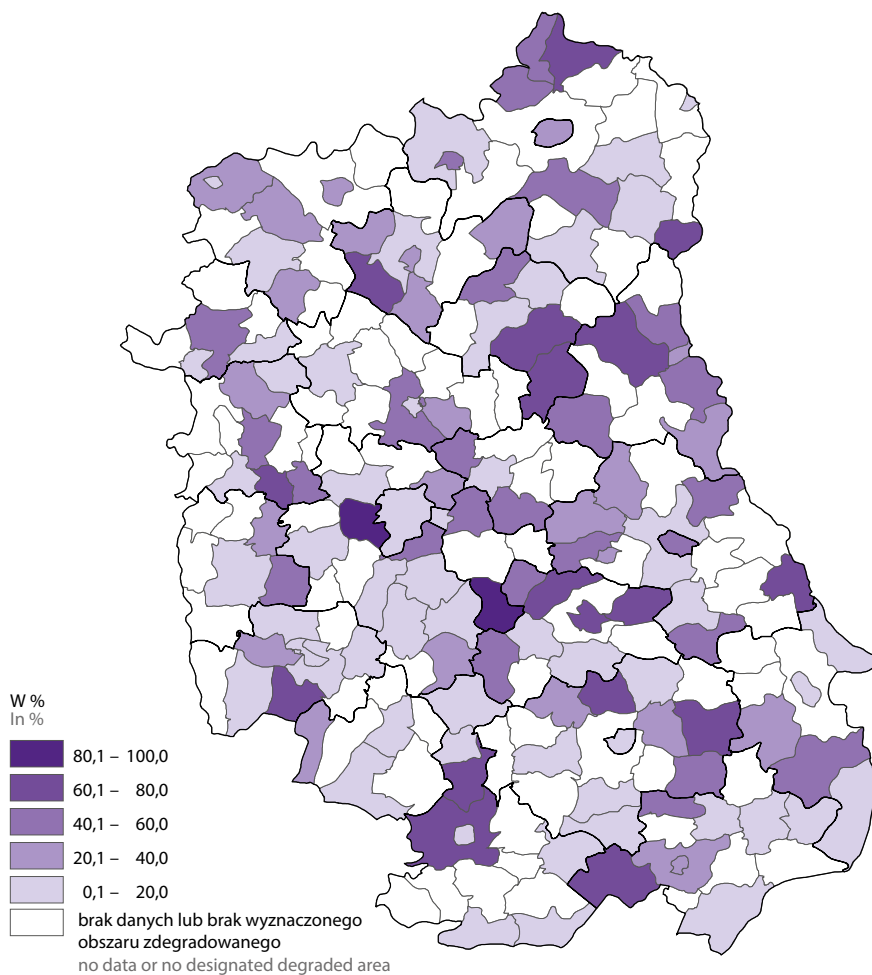 W %
In %
80,1 – 100,0
60,1 – 80,0
40,1 – 60,0
20,1 – 40,0
0,1 – 20,0
brak danych lub brak wyznaczonego
obszaru zdegradowanego
no data or no designated degraded area